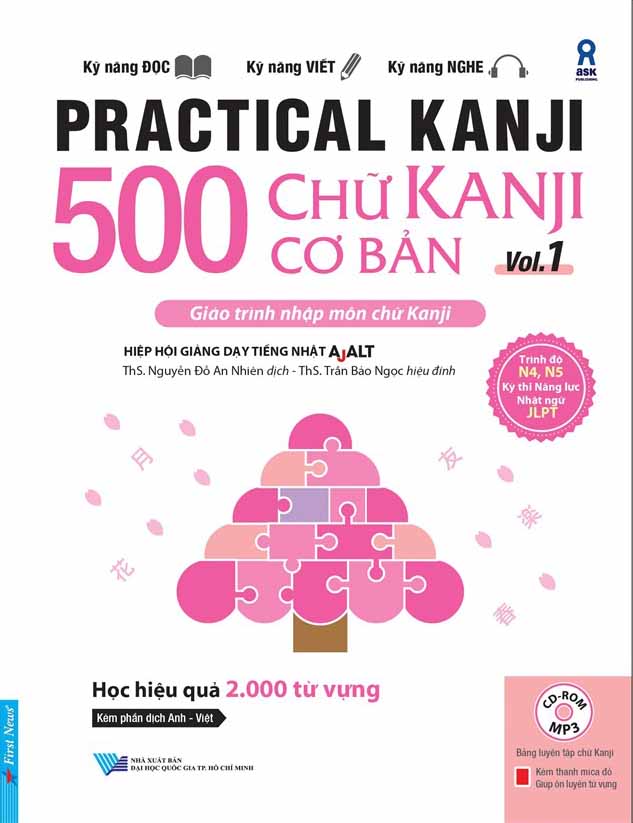 Kỹ năng ĐỌC
Kỹ năng VIẾT
Kỹ năng NGHE
ask
PUBLISHING
PRACTICAL KANJI
500 CHỮ KANJI
CƠ BẢN
Vol.1
Giáo trình nhập môn chữ Kanji
HIỆP HỘI GIẢNG DẠY TIẾNG NHẬT AJALT
ThS. Nguyễn Đỗ An Nhiên dịch - ThS. Trần Bảo Ngọc hiệu đính
Trình độ
N4, N5
Kỳ thi Năng lực
Nhật ngữ
JLPT
月
友
楽
花
春
Học hiệu quả 2.000 từ vựng
Kèm phần dịch Anh - Việt
First News
NHÀ XUẤT BẢN
ĐẠI HỌC QUỐC GIA TP. HỒ CHÍ MINH
CD-ROM
MP3
Bảng luyện tập chữ Kanji
Kèm thanh mica đỏ
Giúp ôn luyện từ vựng